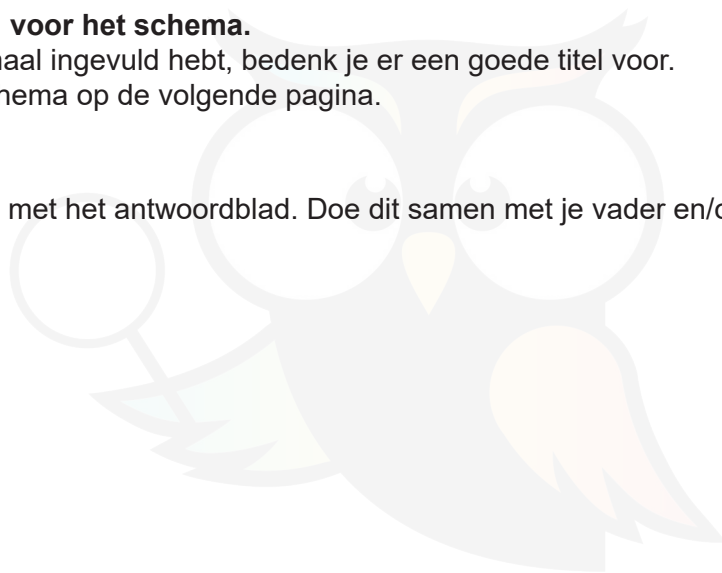 voor het schema.
aal ingevuld hebt, bedenk je er een goede titel voor.
hema op de volgende pagina.
met het antwoordblad. Doe dit samen met je vader en/o